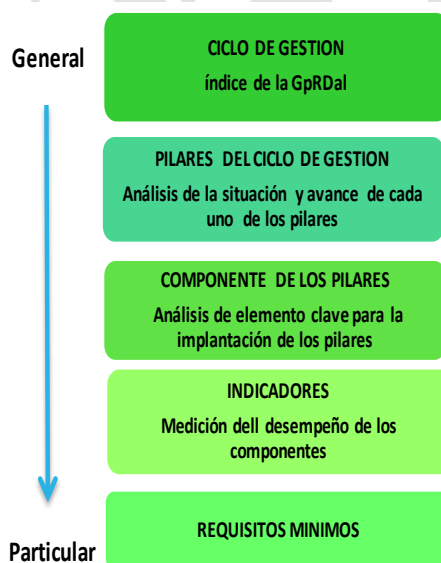 General
CICLO DE GESTION
índice de la GpRDal
PILARES DEL CICLO DE GESTION
Análisis de la situación y avance de cada
uno de los pilares
COMPONENTE DE LOS PILARES
Análisis de elemento clave para la
implantación de los pilares
INDICADORES
Medición dell desempeño de los
componentes
REQUISITOS MINIMOS
Particular